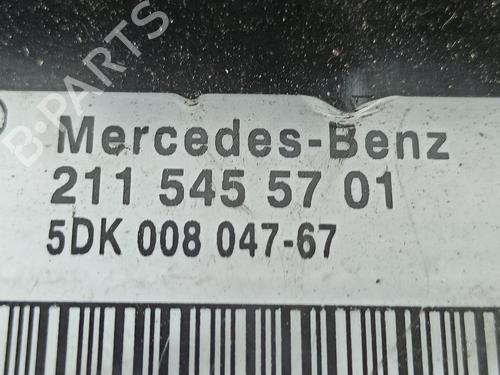 B-PARTS
Mercedes-Benz
211 545 57 01
5DK 008 047-67